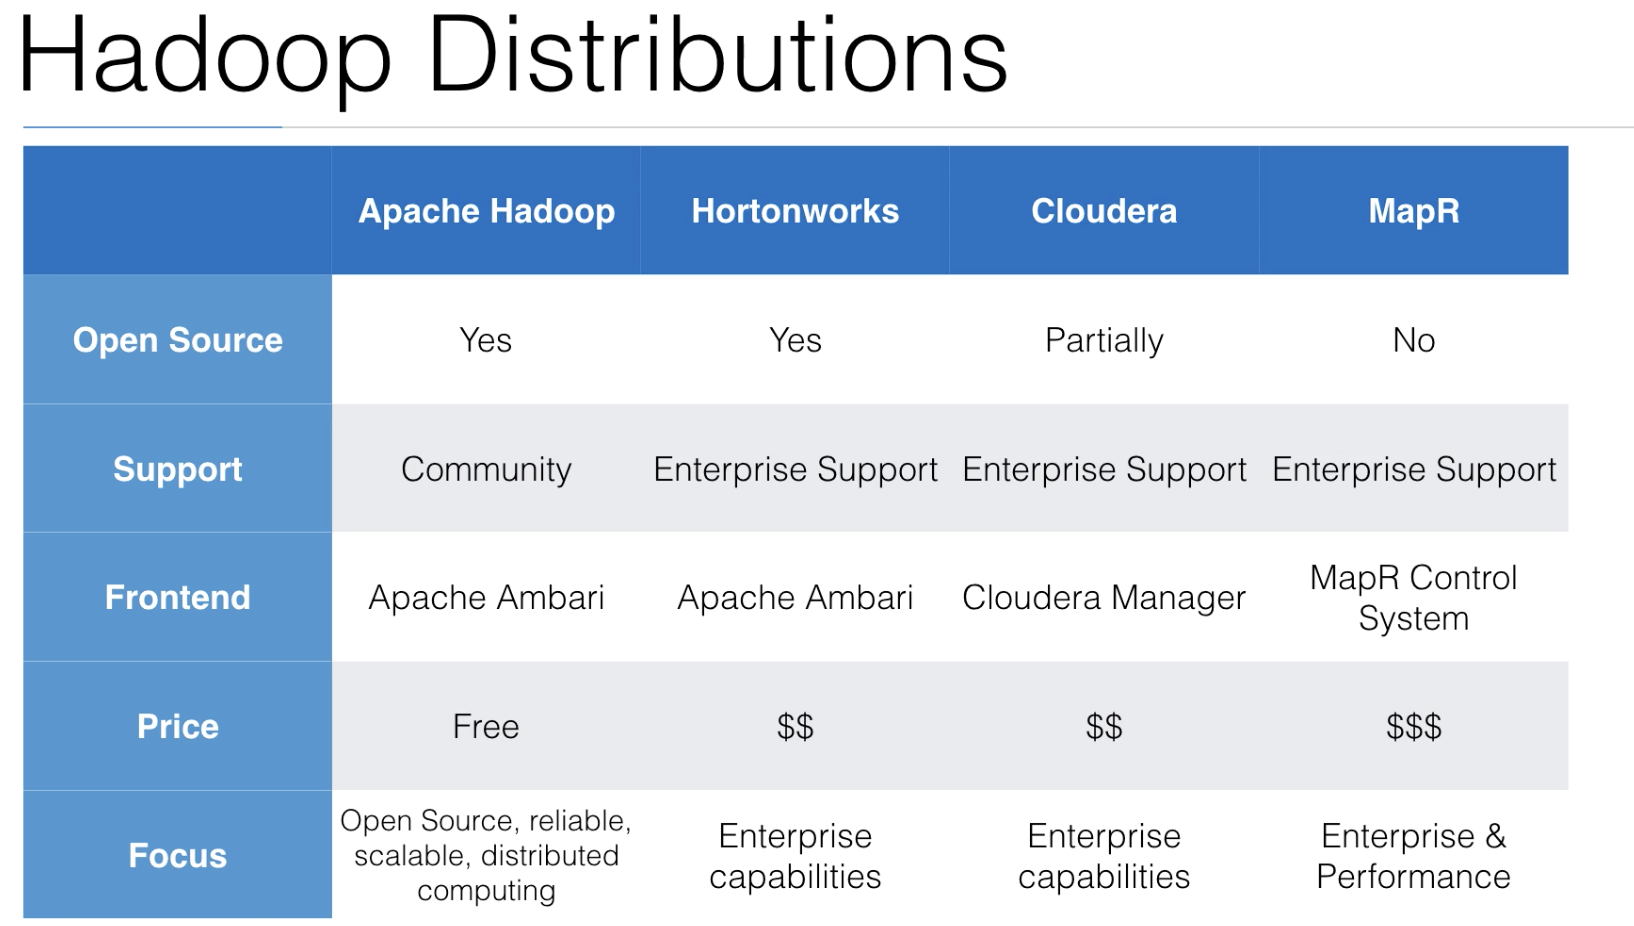 Hadoop Distributions
Apache Hadoop Hortonworks Cloudera MapR
Open Source Yes Yes Partially No
Support Community Enterprise Support Enterprise Support Enterprise Support
Frontend Apache Ambari Apache Ambari Cloudera Manager MapR Control
System
Price Free $$ $$ $$$
Focus
Open Source, reliable,
scalable, distributed
computing
Enterprise
capabilities
Enterprise
capabilities
Enterprise &
Performance